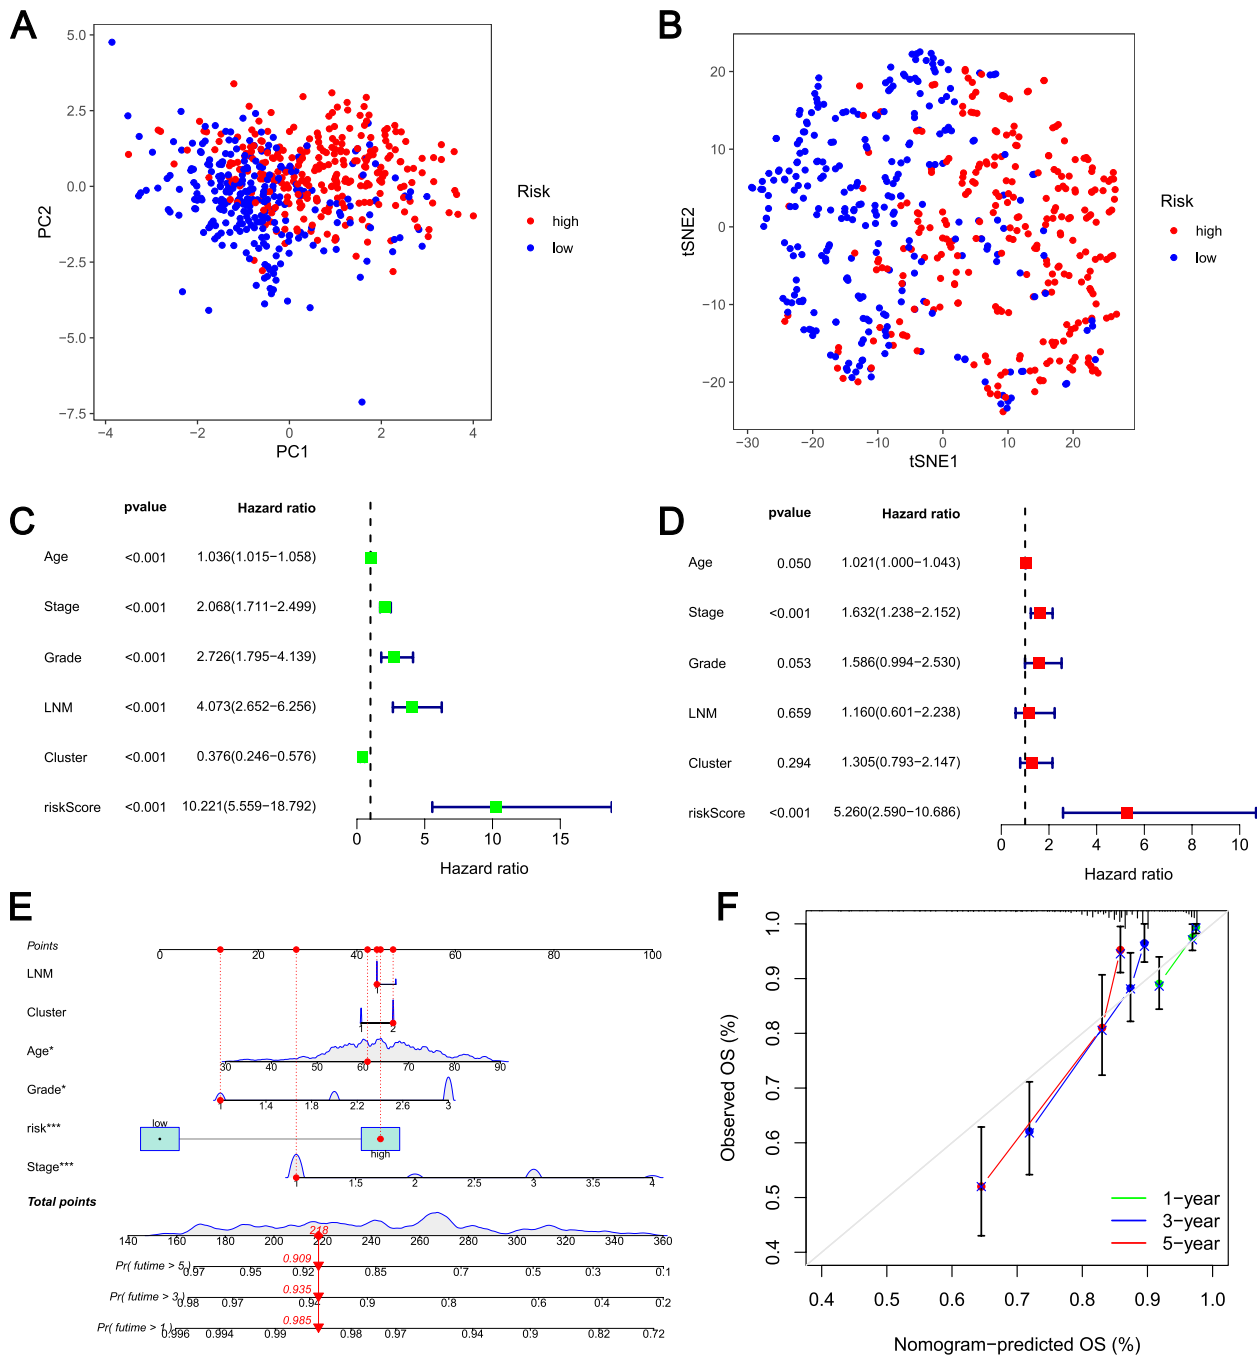 A
5.0
2.5
0.0
−2.5
−5.0
−7.5
PC2
−4
−2
0
2
4
PC1
Risk
high
low
B
20
10
0
−10
−20
tSNE2
−30
−20
−10
0
10
20
tSNE1
Risk
high
low
C
pvalue Hazard ratio
Age <0.001 1.036(1.015−1.058)
Stage <0.001 2.068(1.711−2.499)
Grade <0.001 2.726(1.795−4.139)
LNM <0.001 4.073(2.652−6.256)
Cluster <0.001 0.376(0.246−0.576)
riskScore <0.001 10.221(5.559−18.792)
0 5 10 15
Hazard ratio
D
pvalue Hazard ratio
Age 0.050 1.021(1.000−1.043)
Stage <0.001 1.632(1.238−2.152)
Grade 0.053 1.586(0.994−2.530)
LNM 0.659 1.160(0.601−2.238)
Cluster 0.294 1.305(0.793−2.147)
riskScore <0.001 5.260(2.590−10.686)
0 2 4 6 8 10
Hazard ratio
E
Points 0 20 40 60 80 100
LNM
1
Cluster
1 2
Age*
30 40 50 60 70 80 90
Grade*
1 1.4 1.8 2.2 2.6 3
low
risk***
high
Stage***
1 1.5 2 2.5 3 3.5 4
Total points
218
140 160 180 200 220 240 260 280 300 320 340 360
0.909
Pr( futime > 5 ) 0.97 0.95 0.92 0.85 0.7 0.5 0.3 0.1
0.935
Pr( futime > 3 ) 0.98 0.97 0.94 0.9 0.8 0.6 0.4 0.2
0.985
Pr( futime > 1 ) 0.996 0.994 0.99 0.98 0.97 0.94 0.9 0.82 0.72
F
1.0
0.9
0.8
0.7
0.6
0.5
0.4
Observed OS (%)
1−year
3−year
5−year
0.4 0.5 0.6 0.7 0.8 0.9 1.0
Nomogram−predicted OS (%)